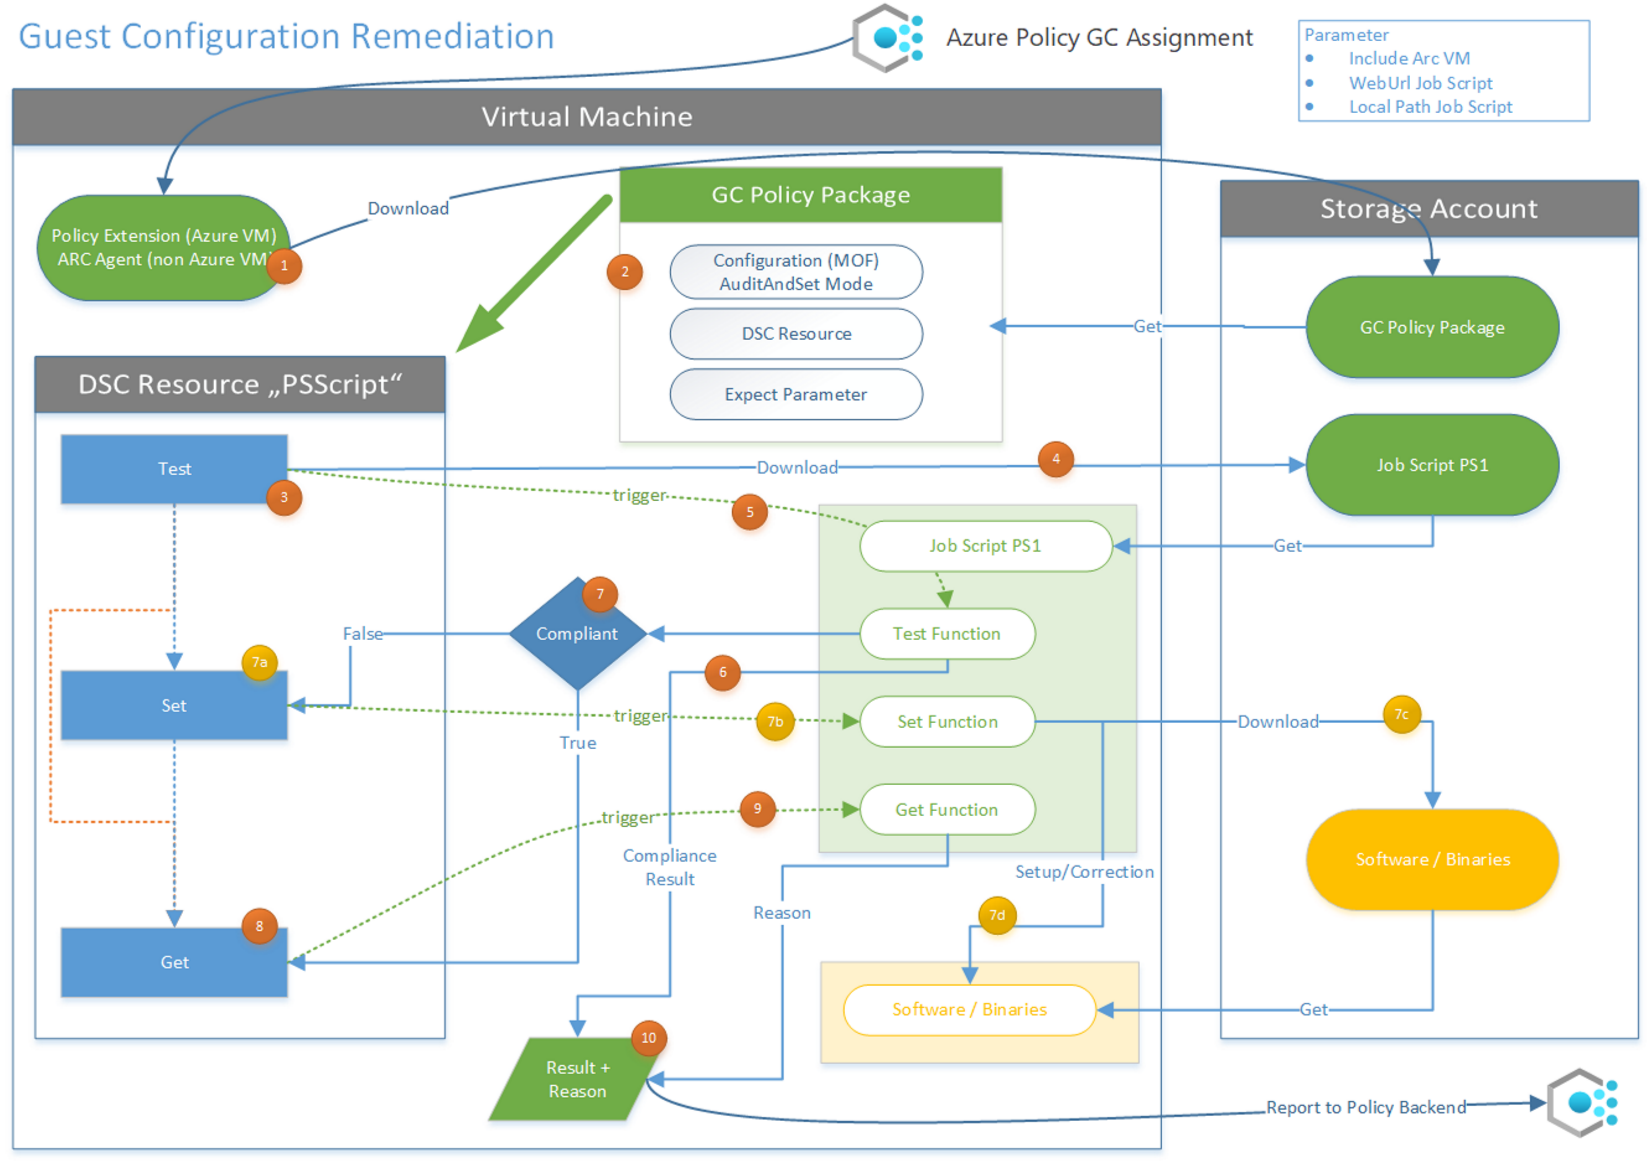 Guest Configuration Remediation
Azure Policy GC Assignment
Parameter
• Include Arc VM
• WebUrl Job Script
• Local Path Job Script
Virtual Machine
Storage Account
Download
Policy Extension (Azure VM)
ARC Agent (non Azure VM)
1
GC Policy Package
2
Configuration (MOF)
AuditAndSet Mode
DSC Resource
Expect Parameter
Get
GC Policy Package
DSC Resource „PSScript“
Test
3
Download
4
Job Script PS1
trigger
5
Job Script PS1
Get
7
Compliant
False
Test Function
6
7a
Set
trigger
7b
Set Function
Download
7c
True
trigger
9
Get Function
Compliance
Result
Setup/Correction
Software / Binaries
Reason
7d
8
Get
Software / Binaries
Get
10
Result +
Reason
Report to Policy Backend